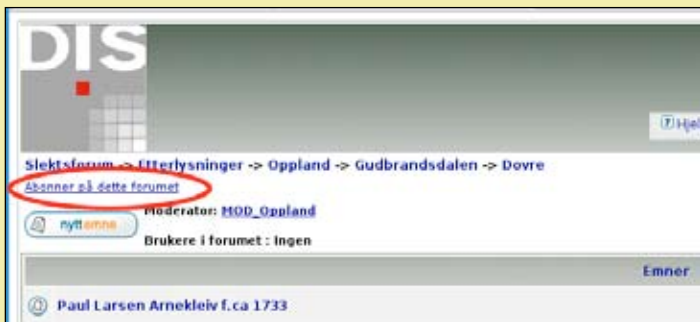 DIS
Hjel
Slektsforum -> Etterlysninger -> Oppland -> Gudbrandsdalen -> Dovre
Abonner på dette forumet
nytt emne
Moderator: MOD_Oppland
Brukere i forumet : Ingen
Emner
Paul Larsen Arnekleiv f.ca 1733